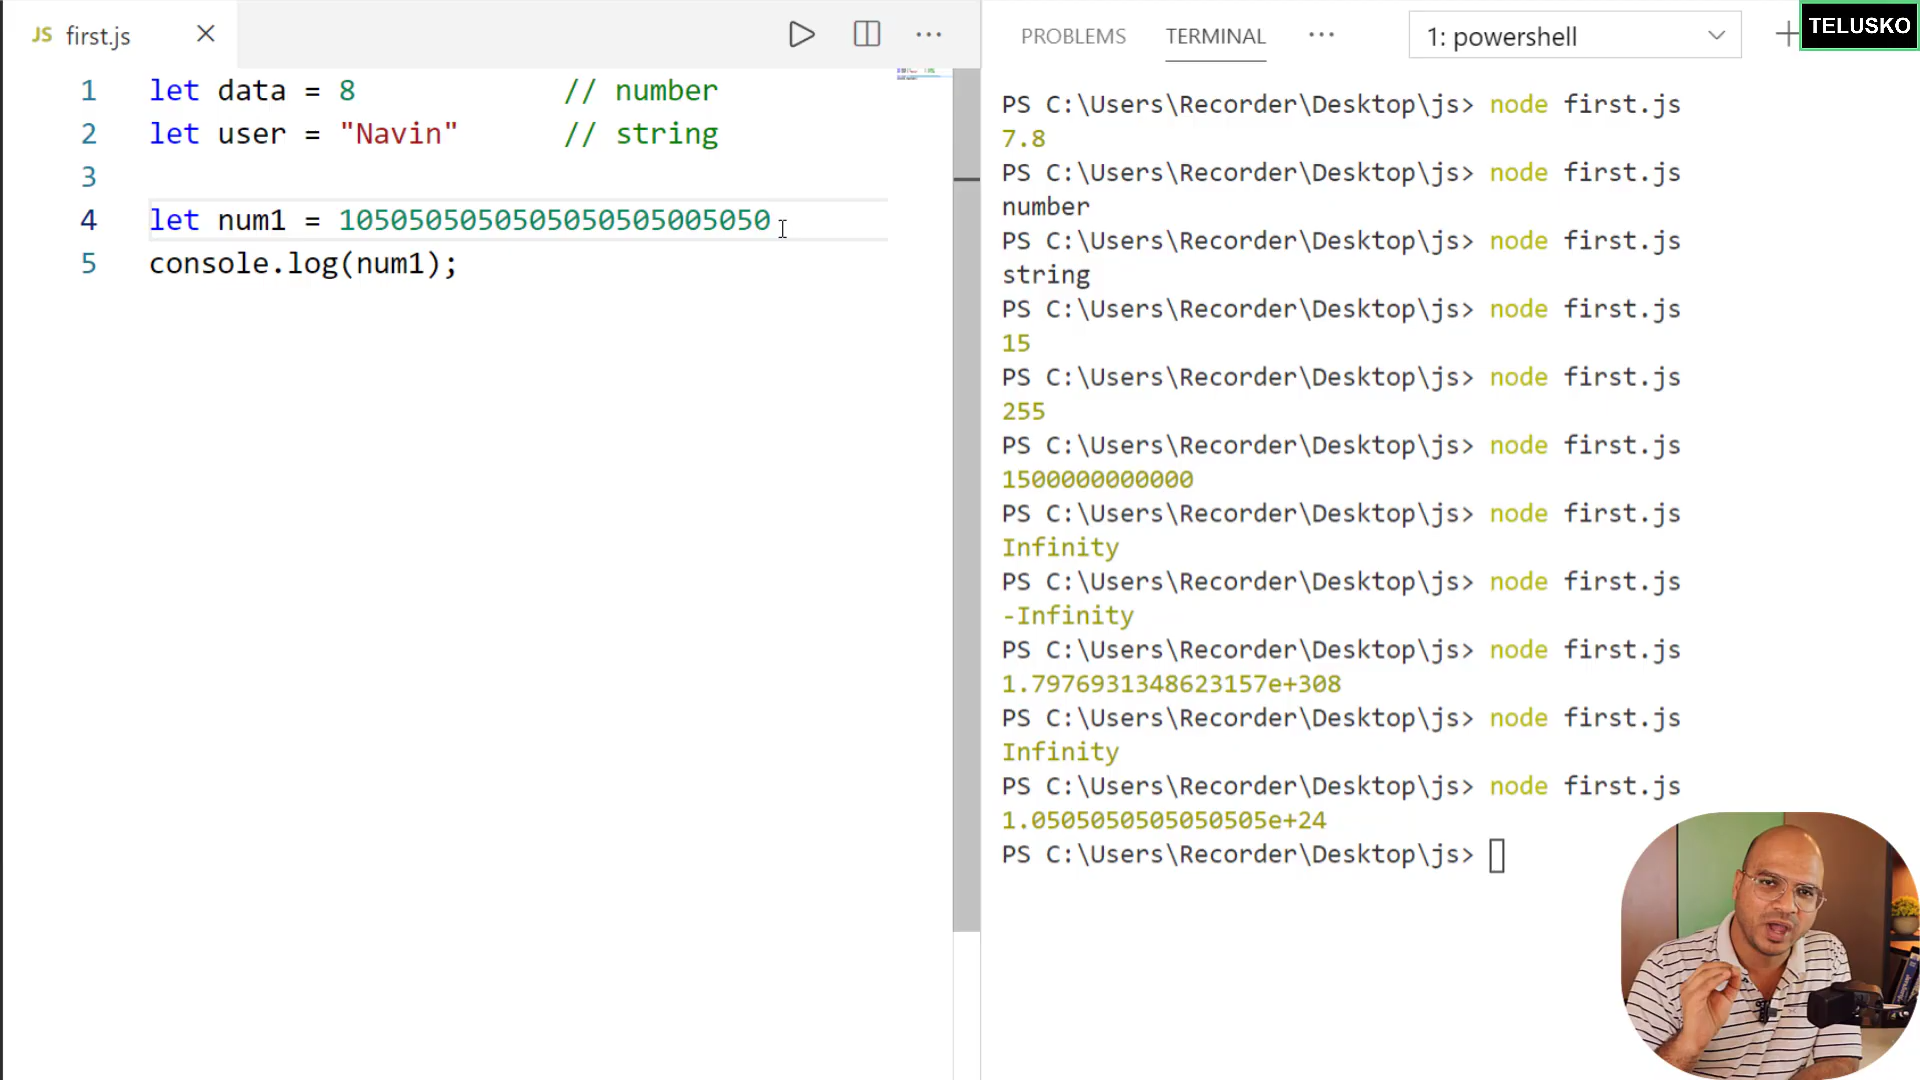 JS first.js
1 let data = 8 // number
2 let user = "Navin" // string
3
4 let num1 = 1050505050505050505005050
5 console.log(num1);
PROBLEMS TERMINAL ··· 1: powershell
TELUSKO
PS C:\Users\Recorder\Desktop\js> node first.js
7.8
PS C:\Users\Recorder\Desktop\js> node first.js
number
PS C:\Users\Recorder\Desktop\js> node first.js
string
PS C:\Users\Recorder\Desktop\js> node first.js
15
PS C:\Users\Recorder\Desktop\js> node first.js
255
PS C:\Users\Recorder\Desktop\js> node first.js
1500000000000
PS C:\Users\Recorder\Desktop\js> node first.js
Infinity
PS C:\Users\Recorder\Desktop\js> node first.js
-Infinity
PS C:\Users\Recorder\Desktop\js> node first.js
1.7976931348623157e+308
PS C:\Users\Recorder\Desktop\js> node first.js
Infinity
PS C:\Users\Recorder\Desktop\js> node first.js
1.0505050505050505e+24
PS C:\Users\Recorder\Desktop\js>